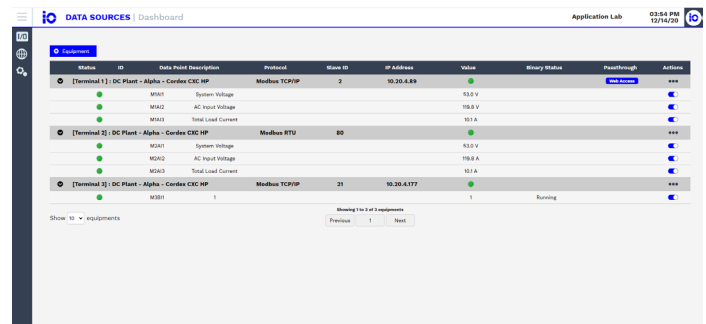 iO DATA SOURCES | Dashboard Application Lab 03:54 PM
12/14/20 iO
I/O
Equipment
Status ID Data Point Description Protocol Slave ID IP Address Value Binary Status Passthrough Actions
[Terminal 1] : DC Plant - Alpha - Cordex CXC HP Modbus TCP/IP 2 10.20.4.89 Web Access
M1AI1 System Voltage 53.0 V
M1AI2 AC Input Voltage 119.8 V
M1AI3 Total Load Current 10.1 A
[Terminal 2] : DC Plant - Alpha - Cordex CXC HP Modbus RTU 80
M2AI1 System Voltage 53.0 V
M2AI2 AC Input Voltage 119.8 A
M2AI3 Total Load Current 10.1 A
[Terminal 3] : DC Plant - Alpha - Cordex CXC HP Modbus TCP/IP 21 10.20.4.177
M3BI1 1 1 Running
Show 10 equipments
Showing 1 to 3 of 3 equipments
Previous 1 Next